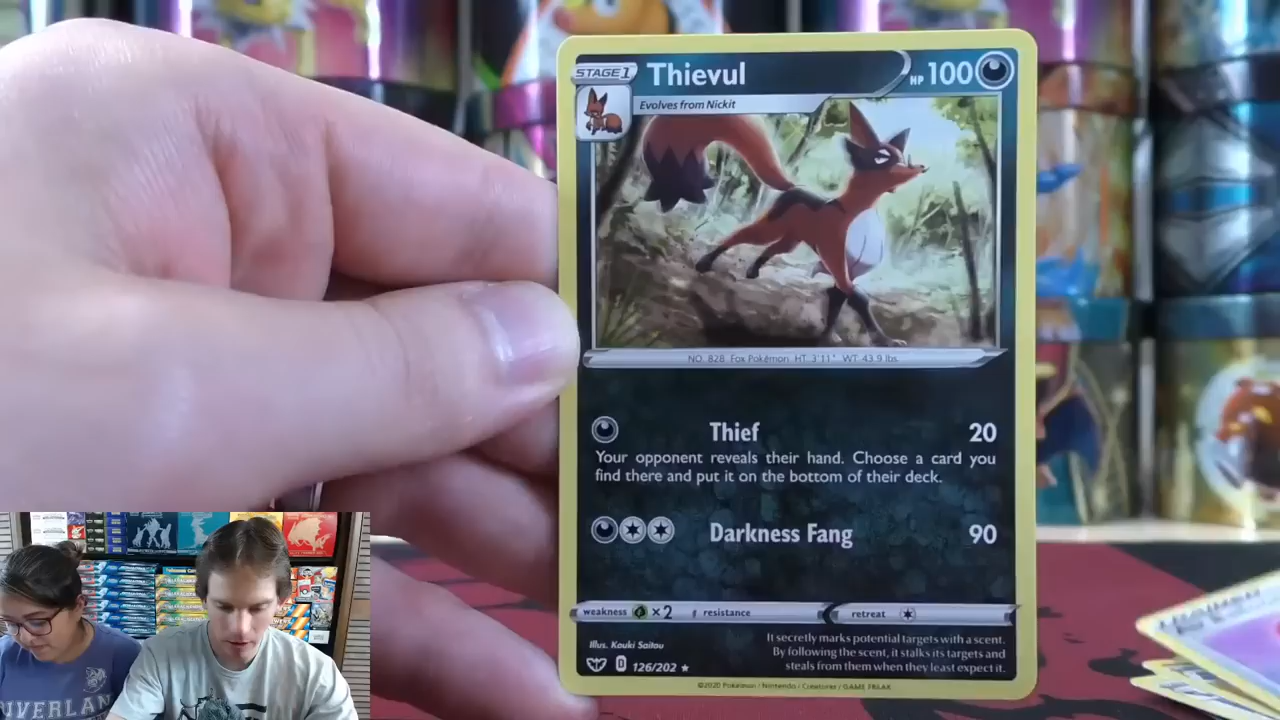 STAGE 1
Thievul
HP 100
Evolves from Nickit
NO. 828 Fox Pokémon HT: 3'11" WT: 43.9 lbs.
Thief 20
Your opponent reveals their hand. Choose a card you
find there and put it on the bottom of their deck.
Darkness Fang 90
weakness ×2 resistance retreat
Illus. Kouki Saitou
It secretly marks potential targets with a scent.
By following the scent, it stalks its targets and
steals from them when they least expect it.
D 126/202 ★
©2020 Pokémon / Nintendo / Creatures / GAME FREAK